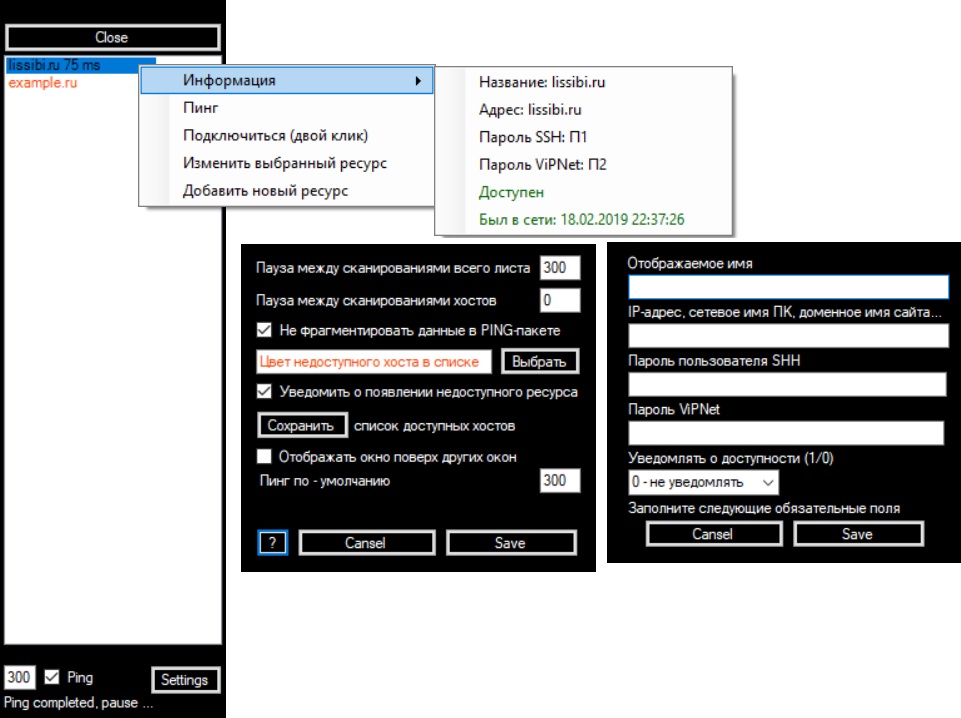 Close
lissibi.ru 75 ms
example.ru
Информация
Пинг
Подключиться (двой клик)
Изменить выбранный ресурс
Добавить новый ресурс
Название: lissibi.ru
Адрес: lissibi.ru
Пароль SSH: П1
Пароль ViPNet: П2
Доступен
Был в сети: 18.02.2019 22:37:26
Пауза между сканированиями всего листа 300
Пауза между сканированиями хостов 0
Не фрагментировать данные в PING-пакете
Цвет недоступного хоста в списке Выбрать
Уведомить о появлении недоступного ресурса
Сохранить список доступных хостов
Отображать окно поверх других окон
Пинг по - умолчанию 300
? Cansel Save
Отображаемое имя
IP-адрес, сетевое имя ПК, доменное имя сайта...
Пароль пользователя SHH
Пароль ViPNet
Уведомлять о доступности (1/0)
0 - не уведомлять
Заполните следующие обязательные поля
Cansel Save
300 Ping Settings
Ping completed, pause ...